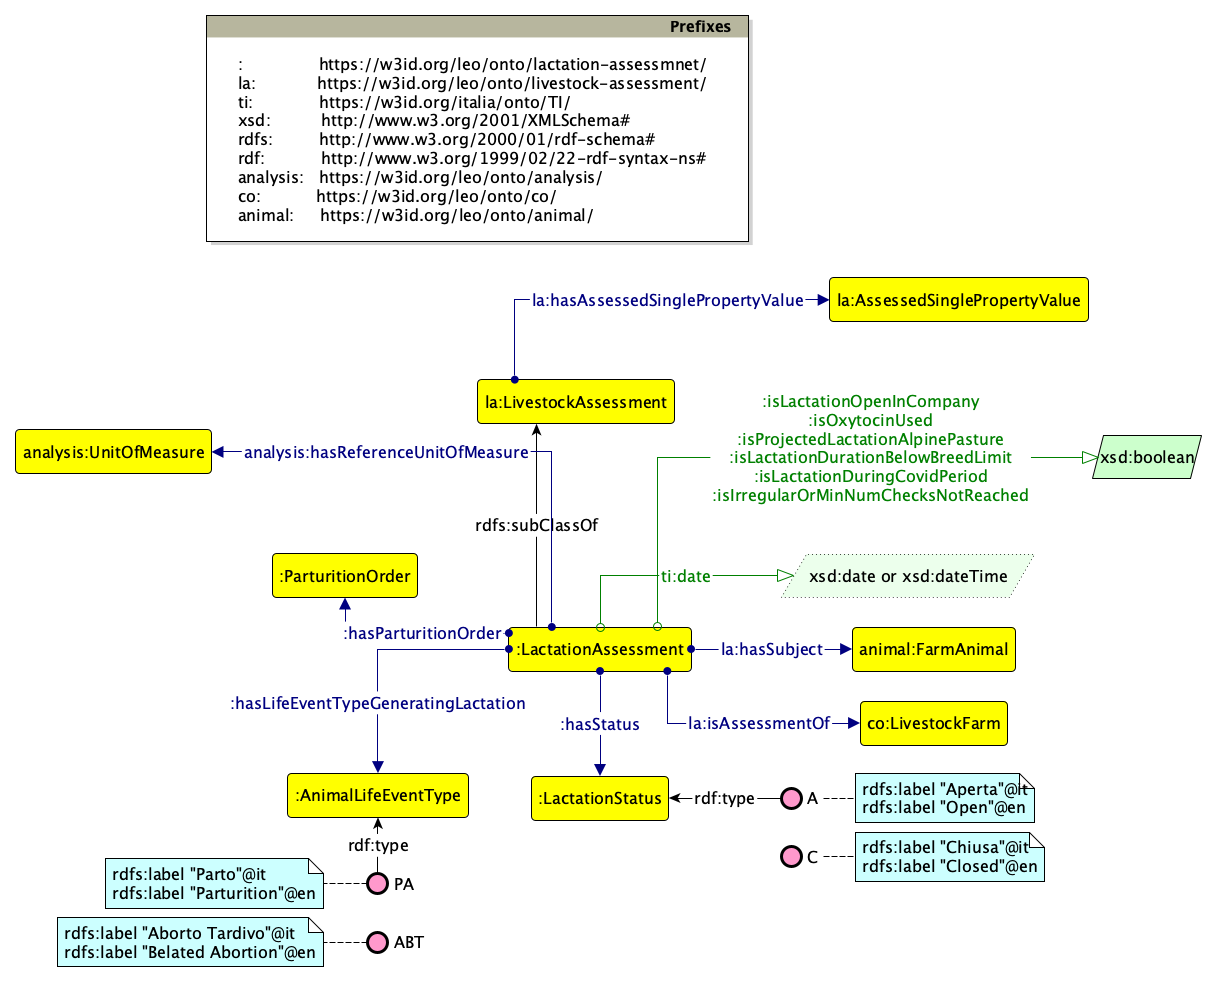 Prefixes
: https://w3id.org/leo/onto/lactation-assessmnet/
la: https://w3id.org/leo/onto/livestock-assessment/
ti: https://w3id.org/italia/onto/TI/
xsd: http://www.w3.org/2001/XMLSchema#
rdfs: http://www.w3.org/2000/01/rdf-schema#
rdf: http://www.w3.org/1999/02/22-rdf-syntax-ns#
analysis: https://w3id.org/leo/onto/analysis/
co: https://w3id.org/leo/onto/co/
animal: https://w3id.org/leo/onto/animal/
la:hasAssessedSinglePropertyValue
la:AssessedSinglePropertyValue
la:LivestockAssessment
:isLactationOpenInCompany
:isOxytocinUsed
:isProjectedLactationAlpinePasture
:isLactationDurationBelowBreedLimit
:isLactationDuringCovidPeriod
:isIrregularOrMinNumChecksNotReached
xsd:boolean
analysis:UnitOfMeasure
analysis:hasReferenceUnitOfMeasure
rdfs:subClassOf
:ParturitionOrder
ti:date
xsd:date or xsd:dateTime
:hasParturitionOrder
:LactationAssessment
la:hasSubject
animal:FarmAnimal
:hasLifeEventTypeGeneratingLactation
:hasStatus
la:isAssessmentOf
co:LivestockFarm
:AnimalLifeEventType
:LactationStatus
rdf:type
A
rdfs:label "Aperta"@it
rdfs:label "Open"@en
rdf:type
C
rdfs:label "Chiusa"@it
rdfs:label "Closed"@en
rdfs:label "Parto"@it
rdfs:label "Parturition"@en
PA
rdfs:label "Aborto Tardivo"@it
rdfs:label "Belated Abortion"@en
ABT